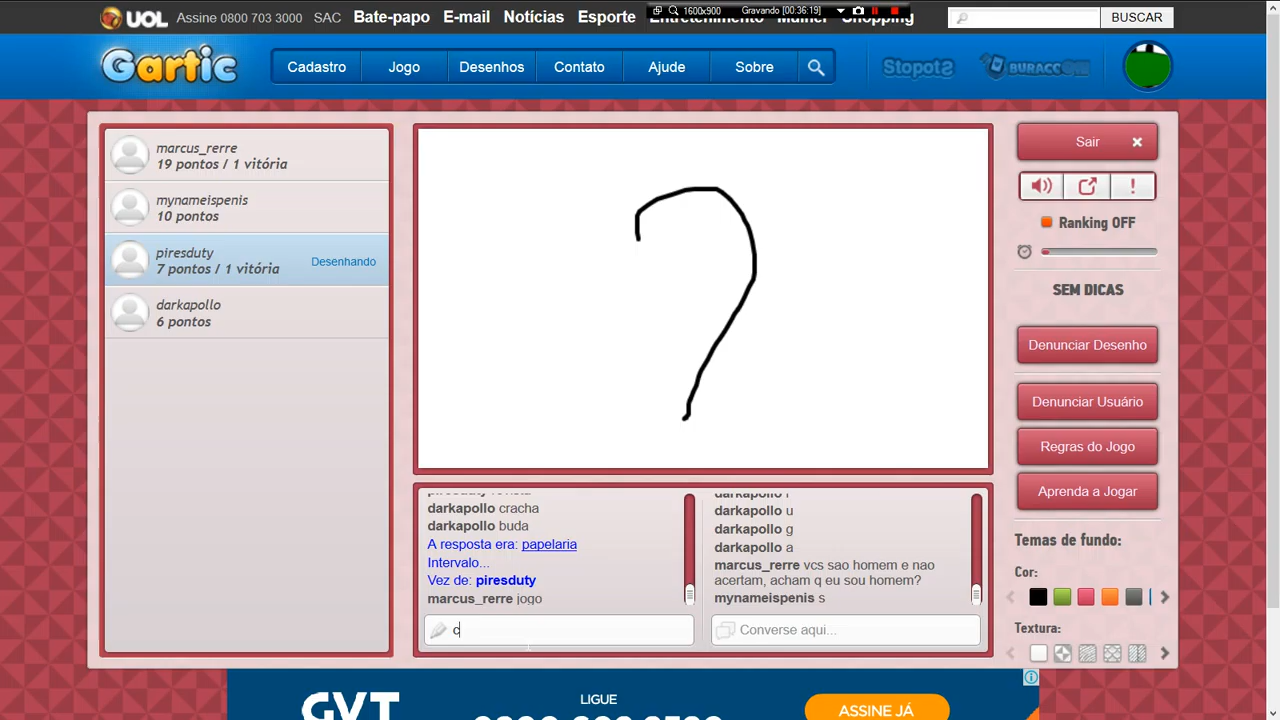 UOL Assine 0800 703 3000 SAC Bate-papo E-mail Notícias Esporte Entretenimento Mulher Shopping BUSCAR
1600x900 Gravando [00:36:19]
Gartic Cadastro Jogo Desenhos Contato Ajuda Sobre StopotS BURACO
marcus_rerre
19 pontos / 1 vitória
mynameispenis
10 pontos
piresduty
7 pontos / 1 vitória Desenhando
darkapollo
6 pontos
Sair
Ranking OFF
SEM DICAS
Denunciar Desenho
Denunciar Usuário
Regras do Jogo
Aprenda a Jogar
Temas de fundo:
Cor:
Textura:
darkapollo cracha
darkapollo buda
A resposta era: papelaria
Intervalo...
Vez de: piresduty
marcus_rerre jogo
c
darkapollo u
darkapollo g
darkapollo a
marcus_rerre vcs sao homem e nao
acertam, acham q eu sou homem?
mynameispenis s
Converse aqui...
GVT
LIGUE
ASSINE JÁ